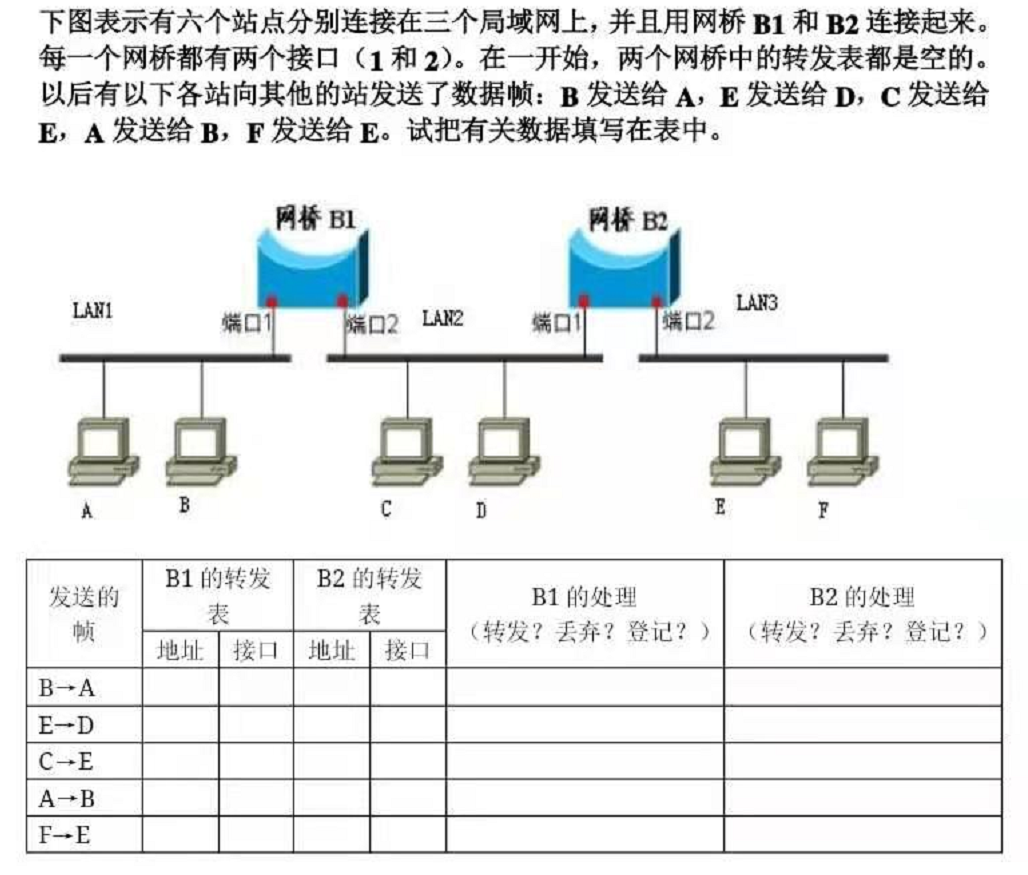 下图表示有六个站点分别连接在三个局域网上，并且用网桥 B1 和 B2 连接起来。
每一个网桥都有两个接口（1 和 2）。在一开始，两个网桥中的转发表都是空的。
以后有以下各站向其他的站发送了数据帧：B 发送给 A，E 发送给 D，C 发送给
E，A 发送给 B，F 发送给 E。试把有关数据填写在表中。
网桥 B1
网桥 B2
LAN1
端口1
端口2
LAN2
端口1
端口2
LAN3
A
B
C
D
E
F
发送的
帧
B1 的转发
表
B2 的转发
表
B1 的处理
（转发？丢弃？登记？）
B2 的处理
（转发？丢弃？登记？）
地址
接口
地址
接口
B→A
E→D
C→E
A→B
F→E